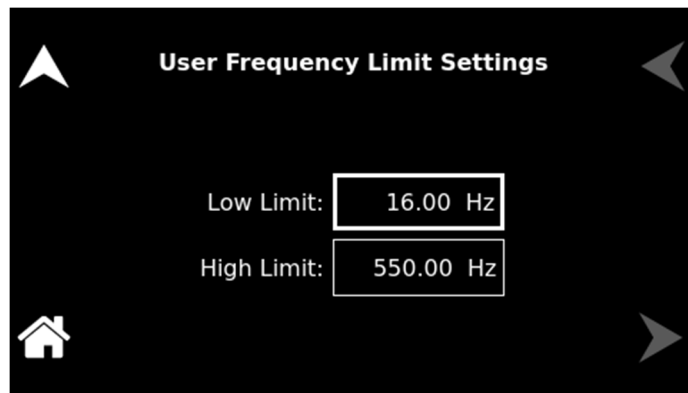 User Frequency Limit Settings
Low Limit: 16.00 Hz
High Limit: 550.00 Hz